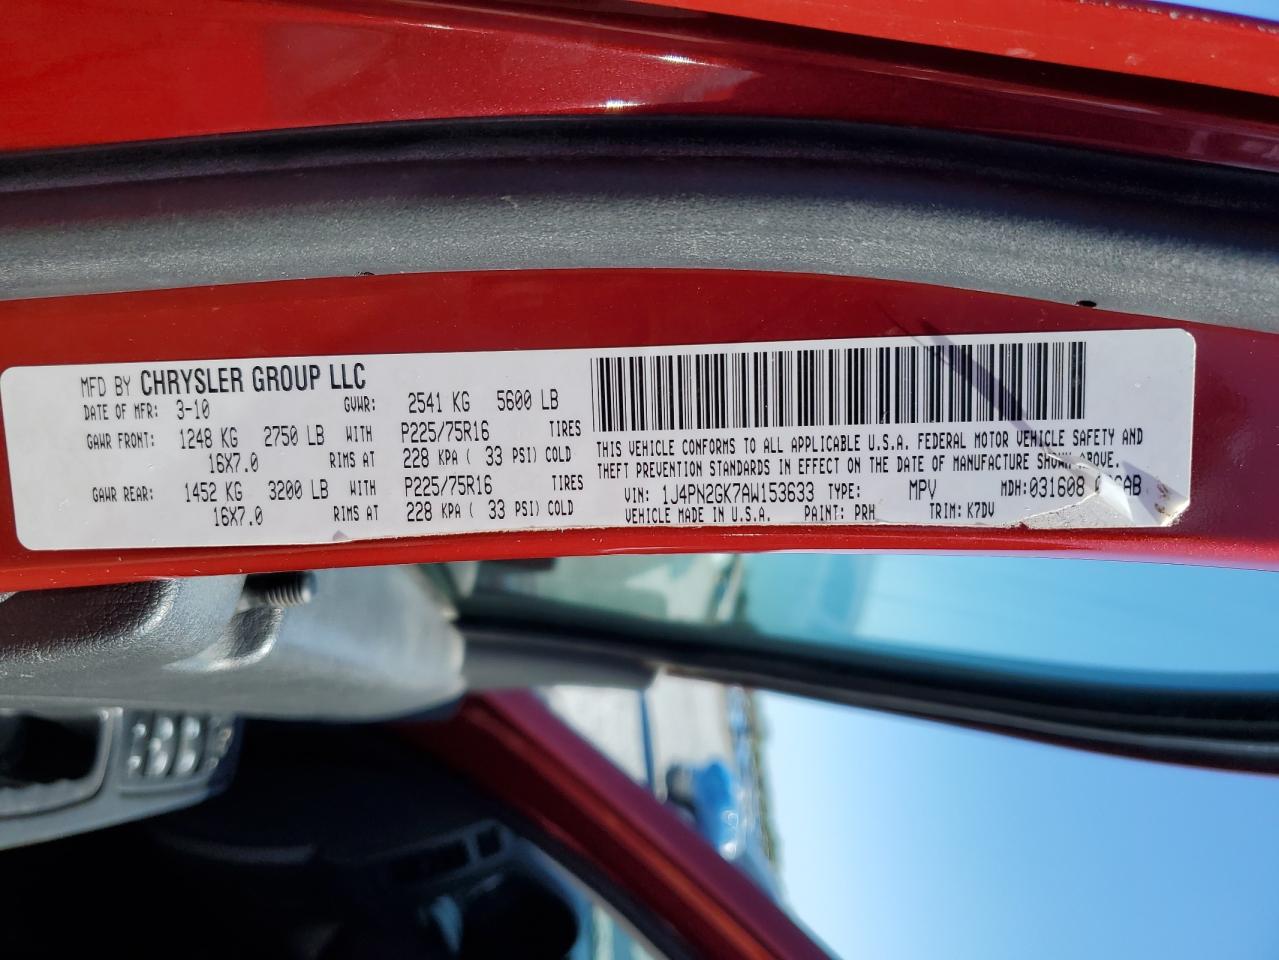 MFD BY CHRYSLER GROUP LLC
DATE OF MFR: 3-10 GVWR: 2541 KG 5600 LB
GAWR FRONT: 1248 KG 2750 LB WITH P225/75R16 TIRES
16X7.0 RIMS AT 228 KPA ( 33 PSI) COLD
GAWR REAR: 1452 KG 3200 LB WITH P225/75R16 TIRES
16X7.0 RIMS AT 228 KPA ( 33 PSI) COLD
THIS VEHICLE CONFORMS TO ALL APPLICABLE U.S.A. FEDERAL MOTOR VEHICLE SAFETY AND
THEFT PREVENTION STANDARDS IN EFFECT ON THE DATE OF MANUFACTURE SHOWN ABOVE.
VIN: 1J4PN2GK7AW153633 TYPE: MPV MDH: 031608
VEHICLE MADE IN U.S.A. PAINT: PRH TRIM: K7DV